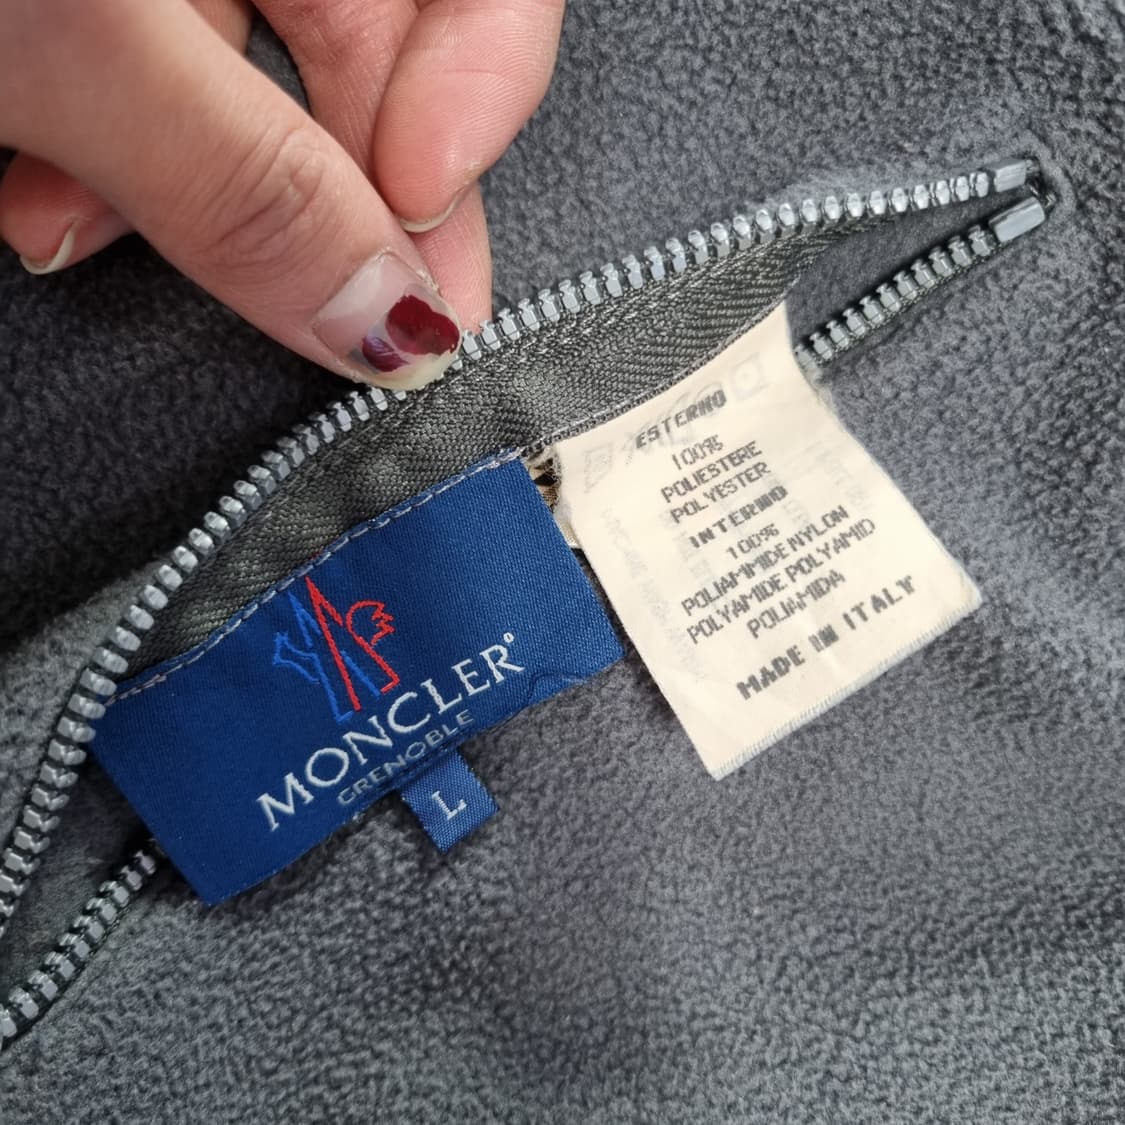 MONCLER
GRENOBLE
L
ESTERNO
100%
POLIESTERE
POLYESTER
INTERNO
100%
POLIAMMIDE NYLON
POLYAMIDE POLYAMID
POLIAMIDA
MADE IN ITALY